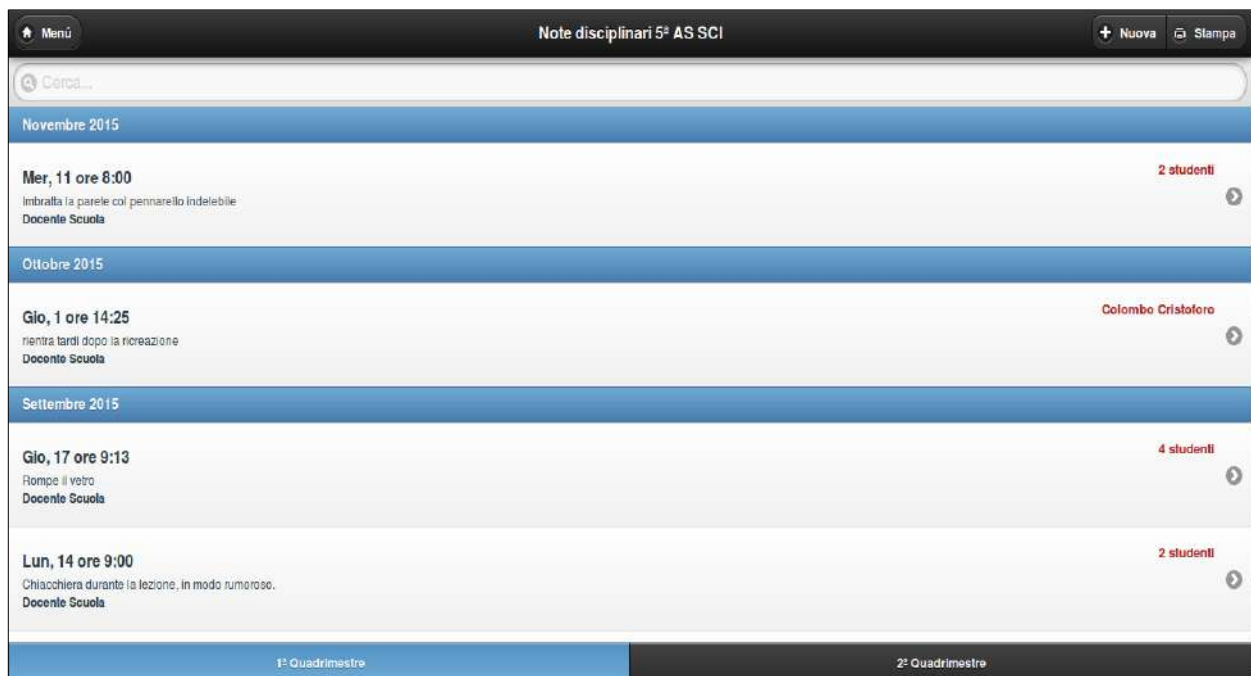 Menú
Note disciplinari 5ª AS SCI
Nuova
Stampa
Cerca...
Novembre 2015
Mer, 11 ore 8:00
2 studenti
Imbratta la parete col pennarello indelebile
Docente Scuola
Ottobre 2015
Gio, 1 ore 14:25
Colombo Cristoforo
rientra tardi dopo la ricreazione
Docente Scuola
Settembre 2015
Gio, 17 ore 9:13
4 studenti
Rompe il vetro
Docente Scuola
Lun, 14 ore 9:00
2 studenti
Chiacchiera durante la lezione, in modo rumoroso.
Docente Scuola
1º Quadrimestre
2º Quadrimestre